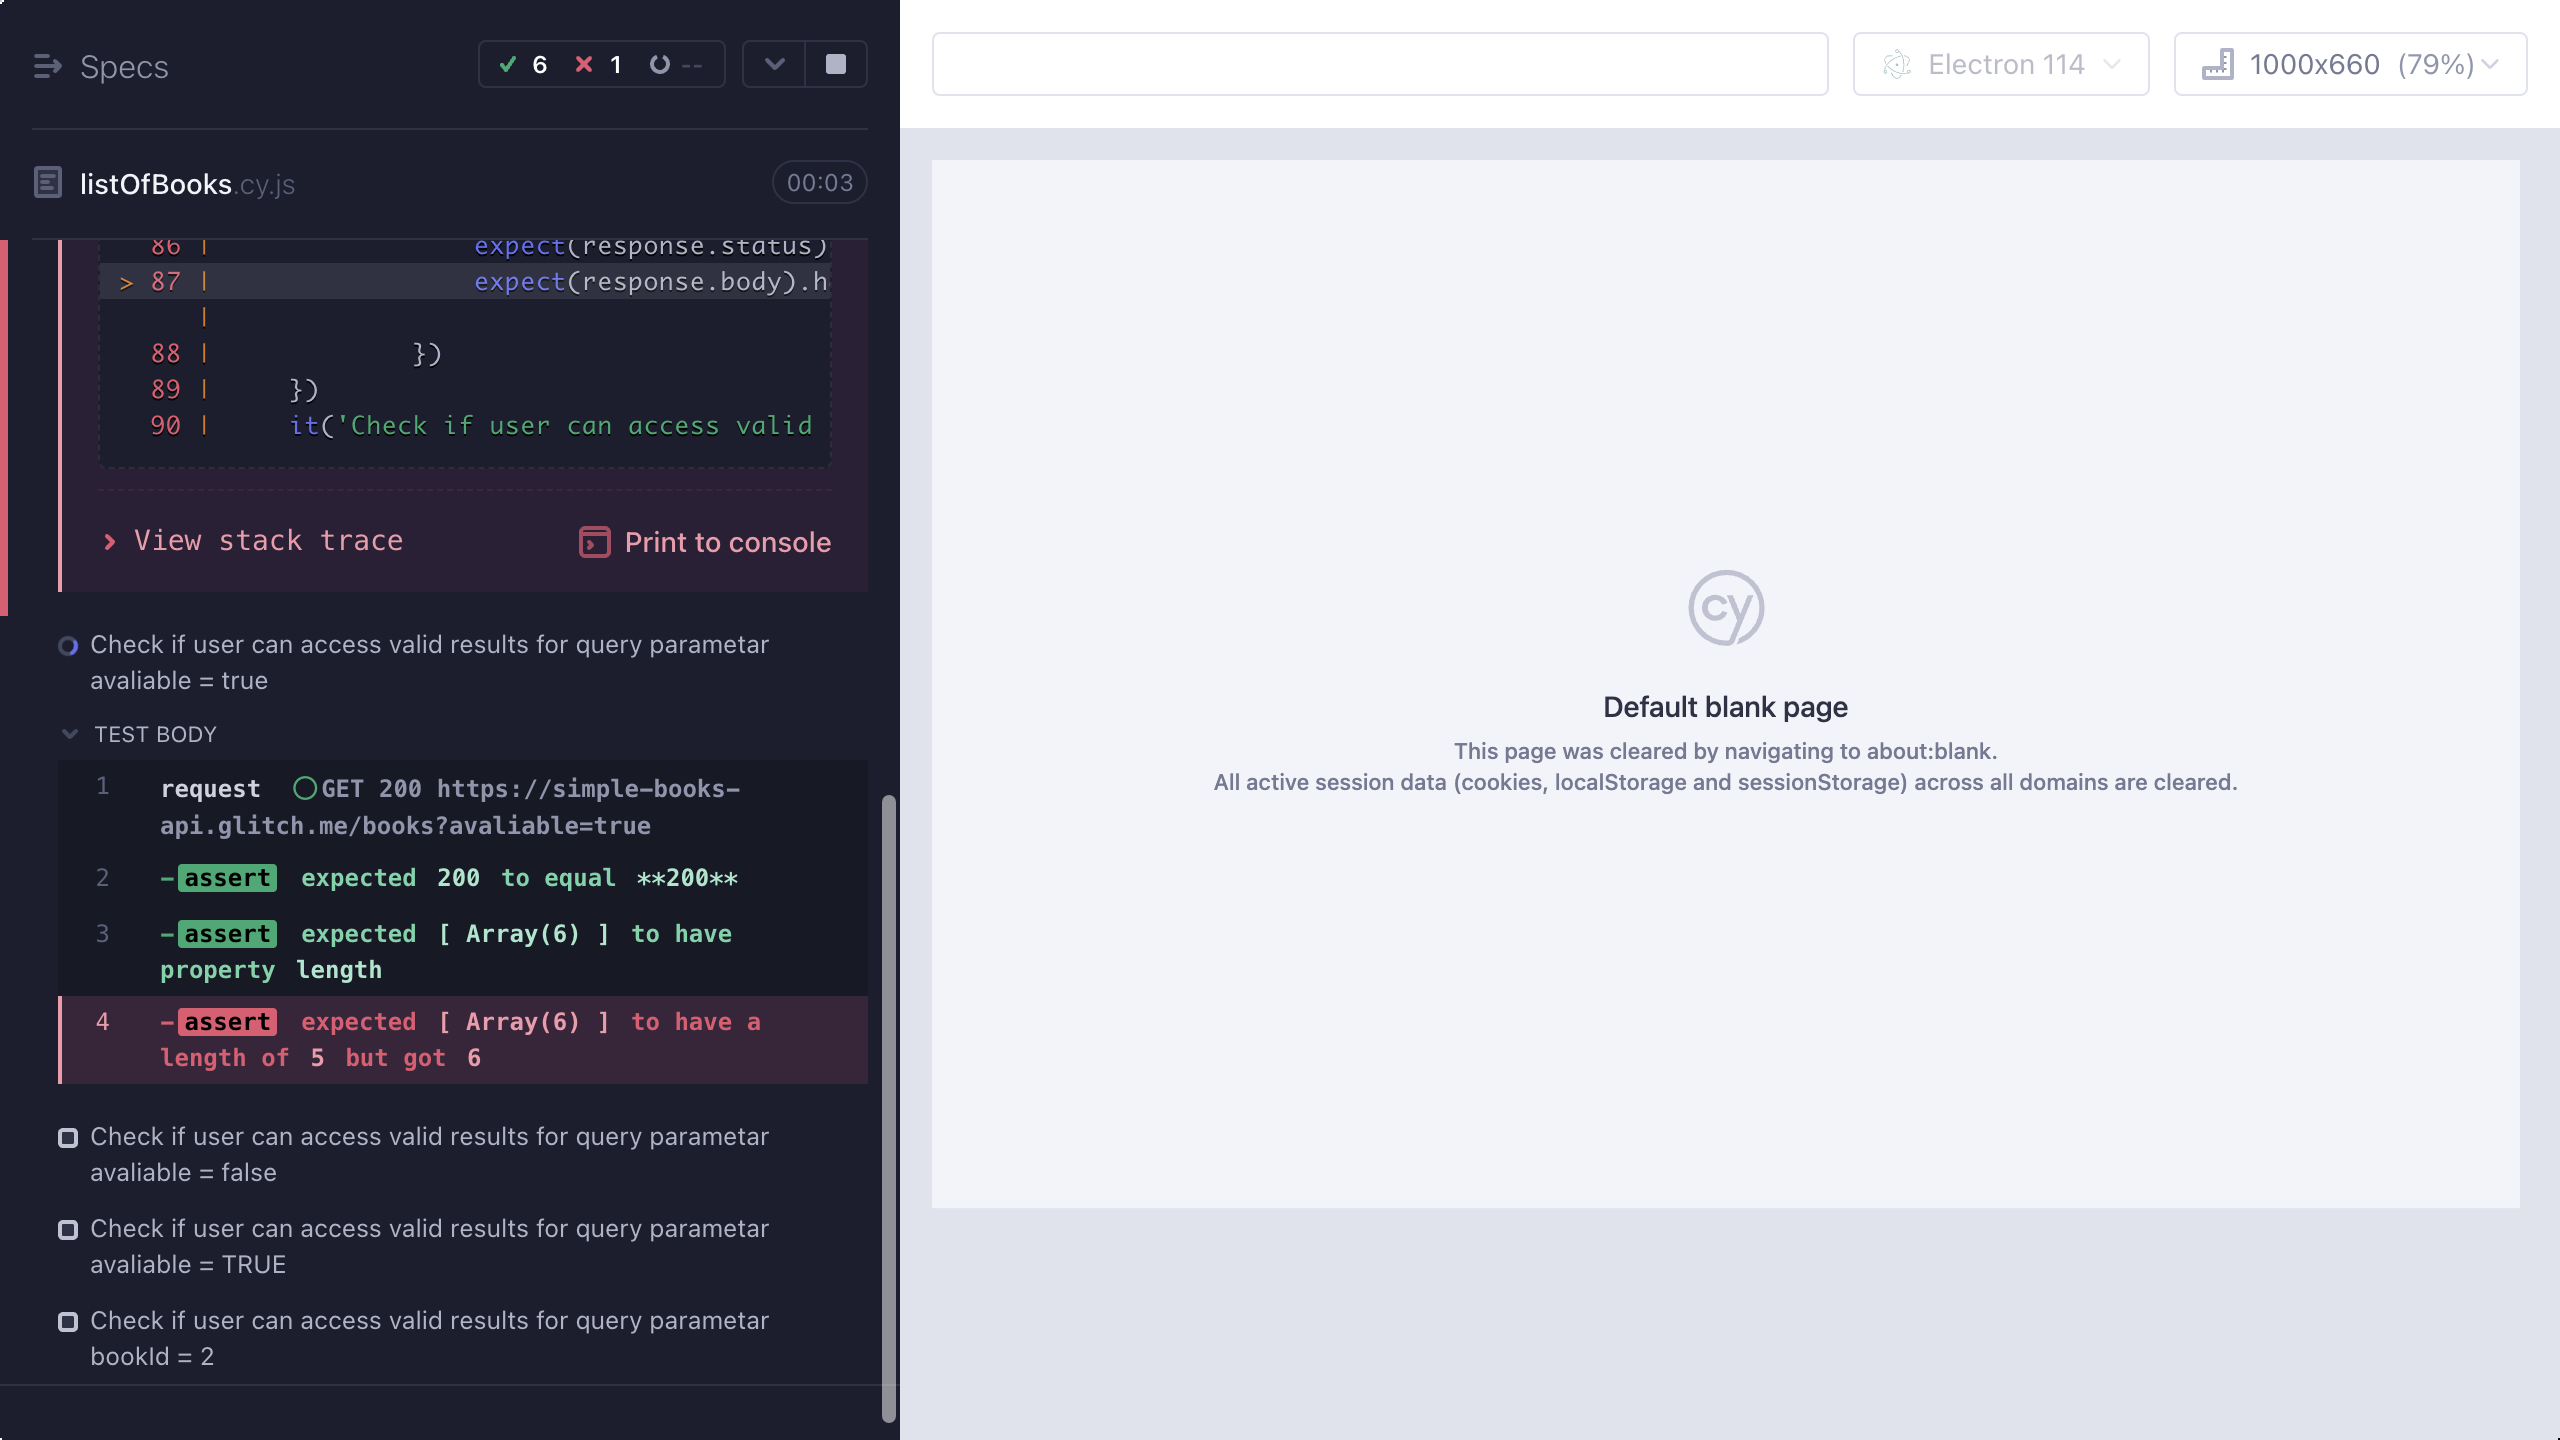 Specs
6 1 --
Electron 114
1000x660 (79%)
listOfBooks.cy.js
00:03
86 | expect(response.status)
> 87 | expect(response.body).h
|
88 | })
89 | })
90 | it('Check if user can access valid
View stack trace
Print to console
Check if user can access valid results for query parametar
avaliable = true
TEST BODY
1 request GET 200 https://simple-books-
api.glitch.me/books?avaliable=true
2 -assert expected 200 to equal **200**
3 -assert expected [ Array(6) ] to have
property length
4 -assert expected [ Array(6) ] to have a
length of 5 but got 6
Check if user can access valid results for query parametar
avaliable = false
Check if user can access valid results for query parametar
avaliable = TRUE
Check if user can access valid results for query parametar
bookId = 2
cy
Default blank page
This page was cleared by navigating to about:blank.
All active session data (cookies, localStorage and sessionStorage) across all domains are cleared.